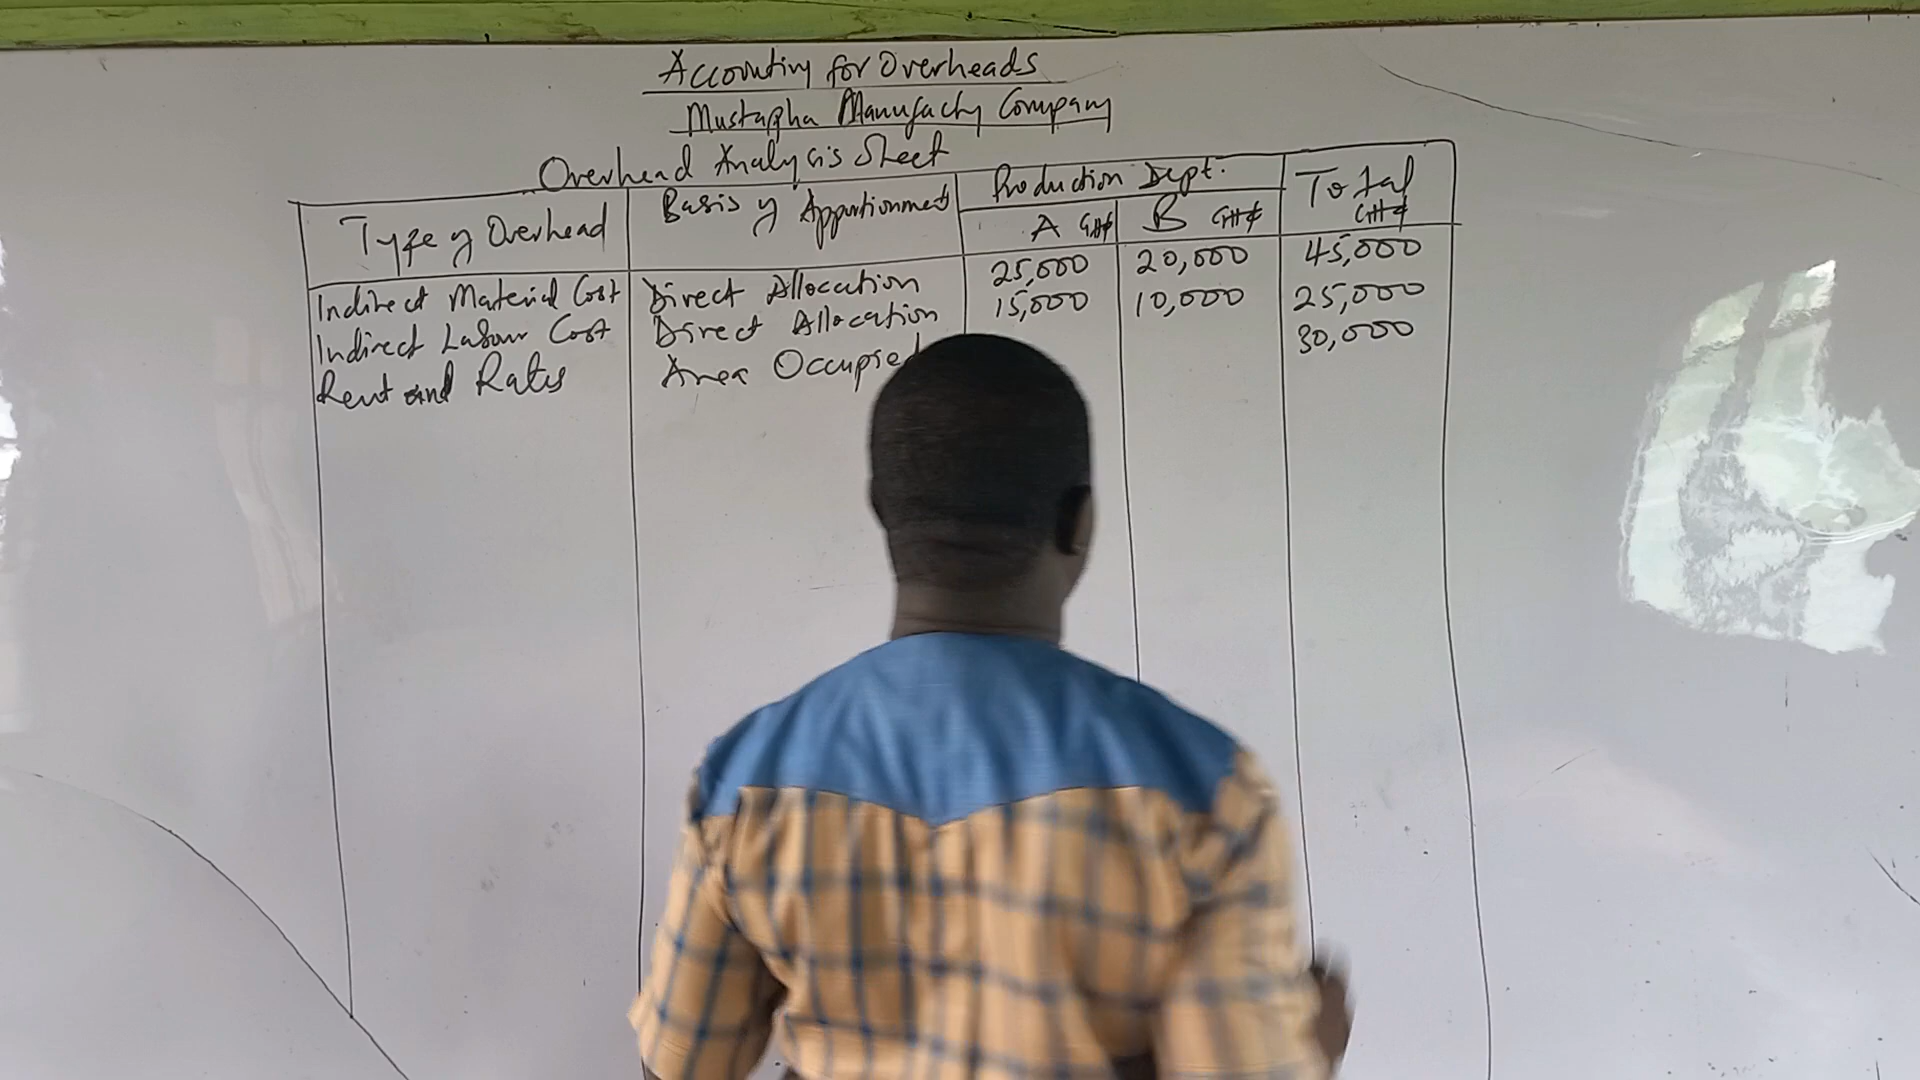 Accounting for Overheads
Mustapha Company
Overhead Analysis Sheet
Type of Overhead Basis of Apportionment Production Dept. Total
A GH¢ B GH¢ GH¢
Indirect Material Cost Direct Allocation 25,000 20,000 45,000
Indirect Labour Cost Direct Allocation 15,000 10,000 25,000
Rent and Rates Area Occupied 30,000